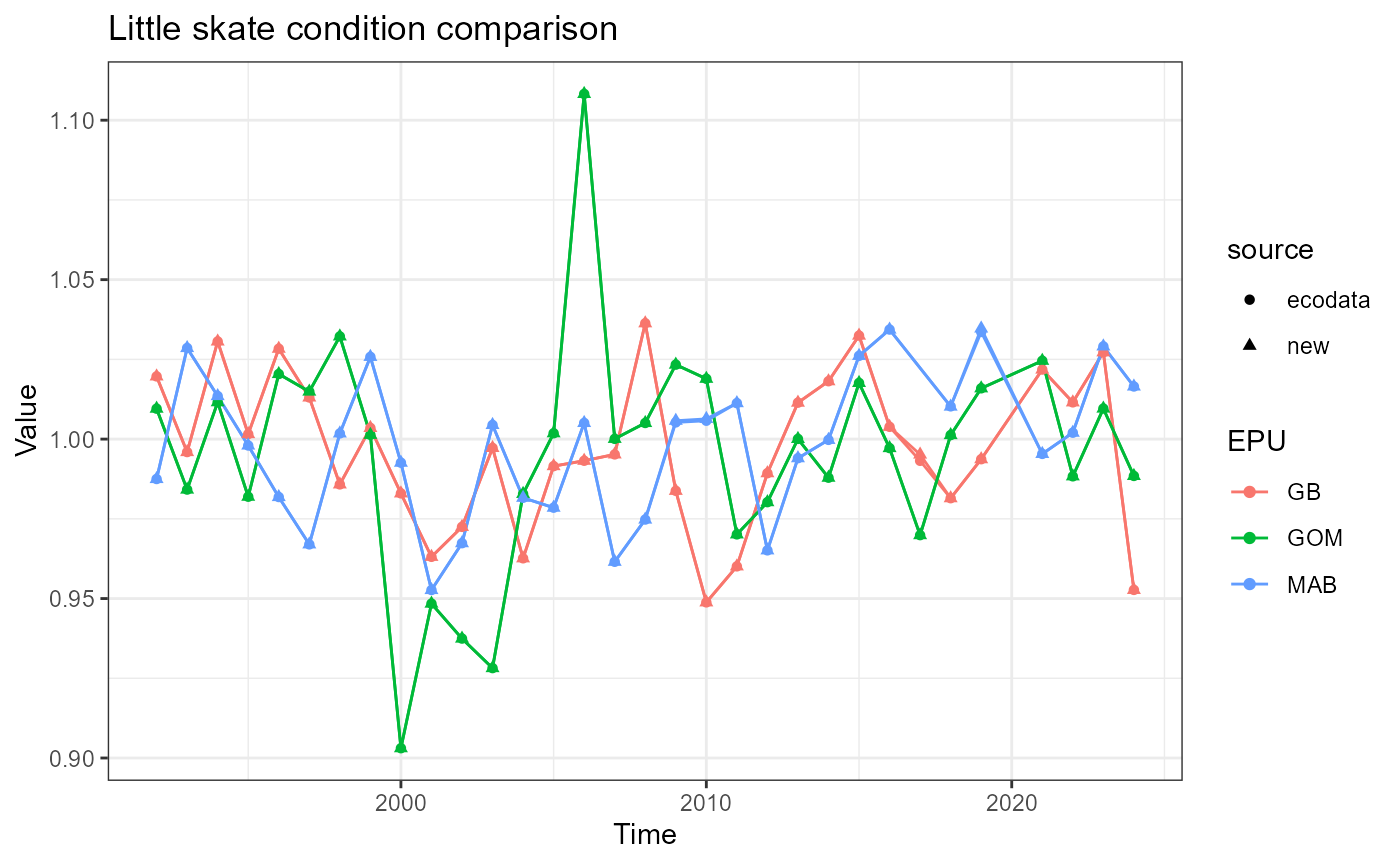 Little skate condition comparison
1.10
1.05
1.00
0.95
0.90
Value
2000
2010
2020
Time
source
ecodata
new
EPU
GB
GOM
MAB